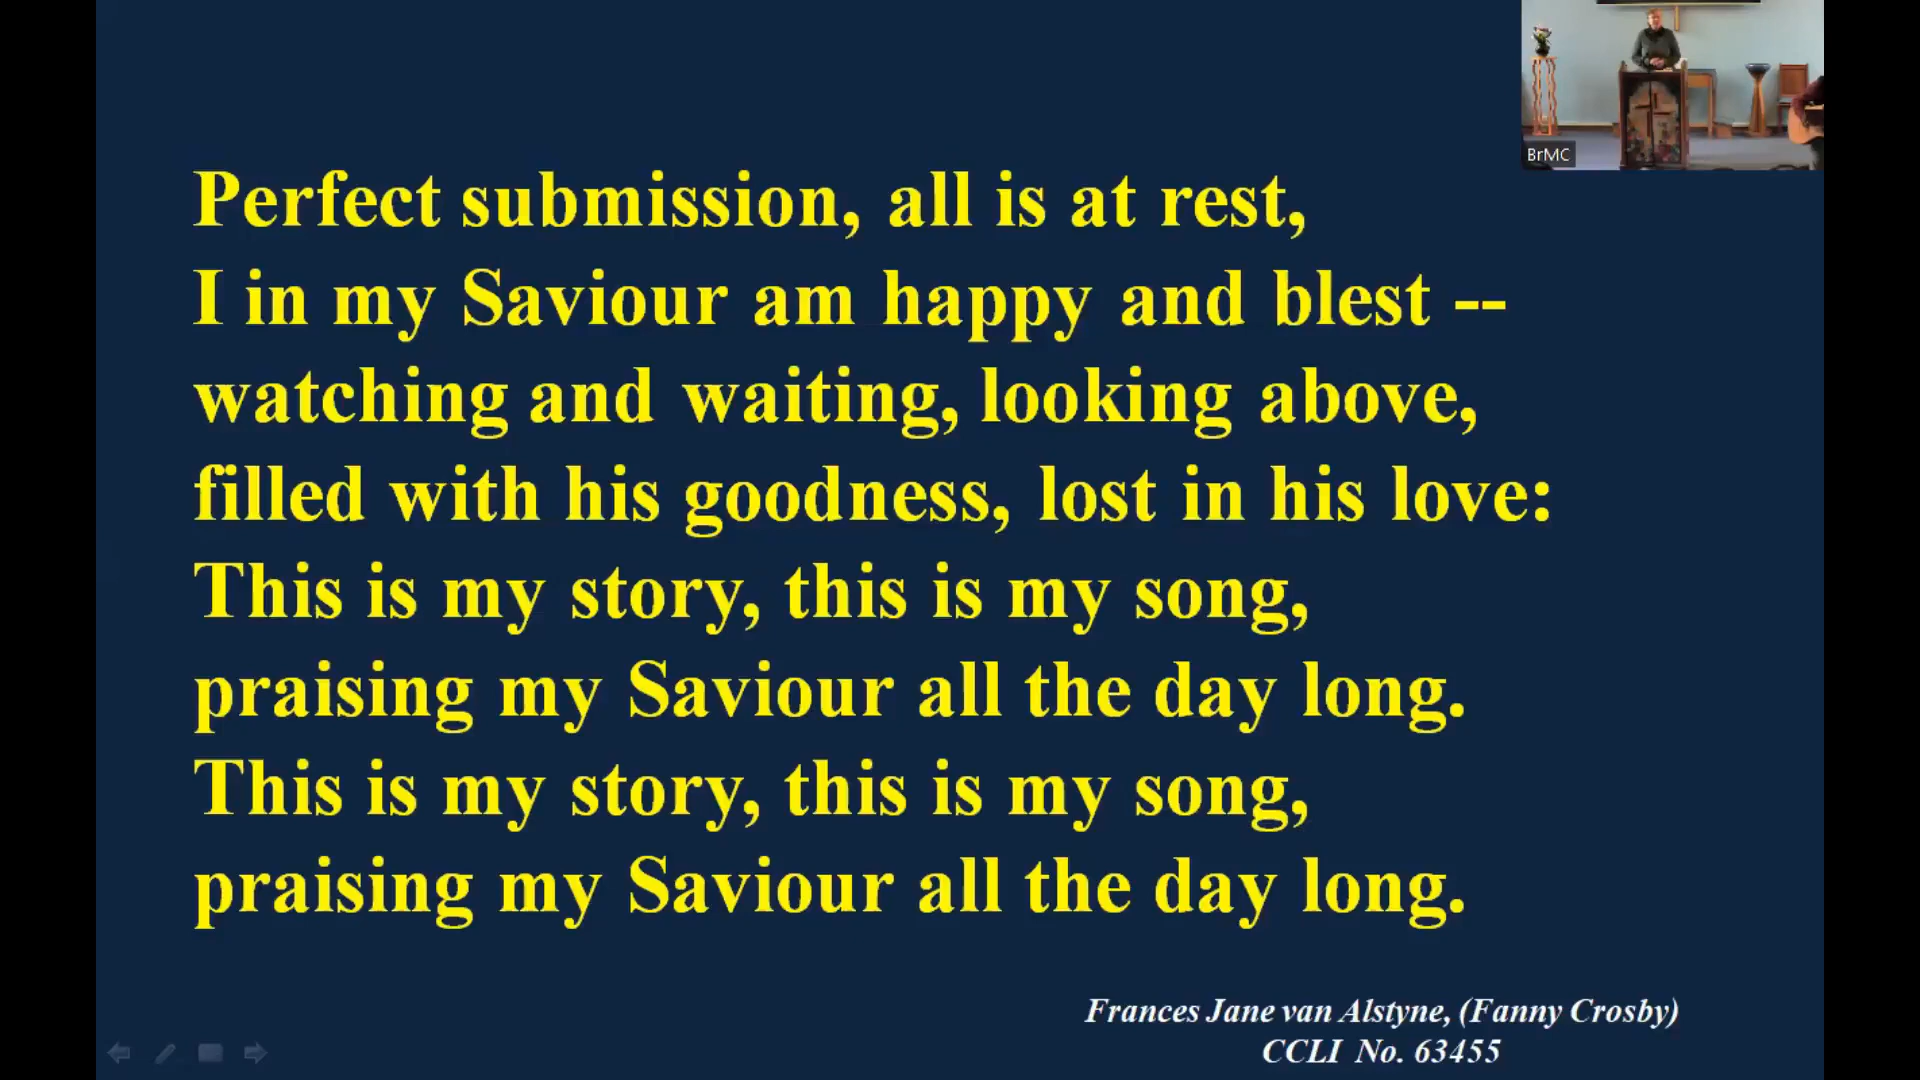 BrMC
Perfect submission, all is at rest,
I in my Saviour am happy and blest --
watching and waiting, looking above,
filled with his goodness, lost in his love:
This is my story, this is my song,
praising my Saviour all the day long.
This is my story, this is my song,
praising my Saviour all the day long.
Frances Jane van Alstyne, (Fanny Crosby)
CCLI No. 63455